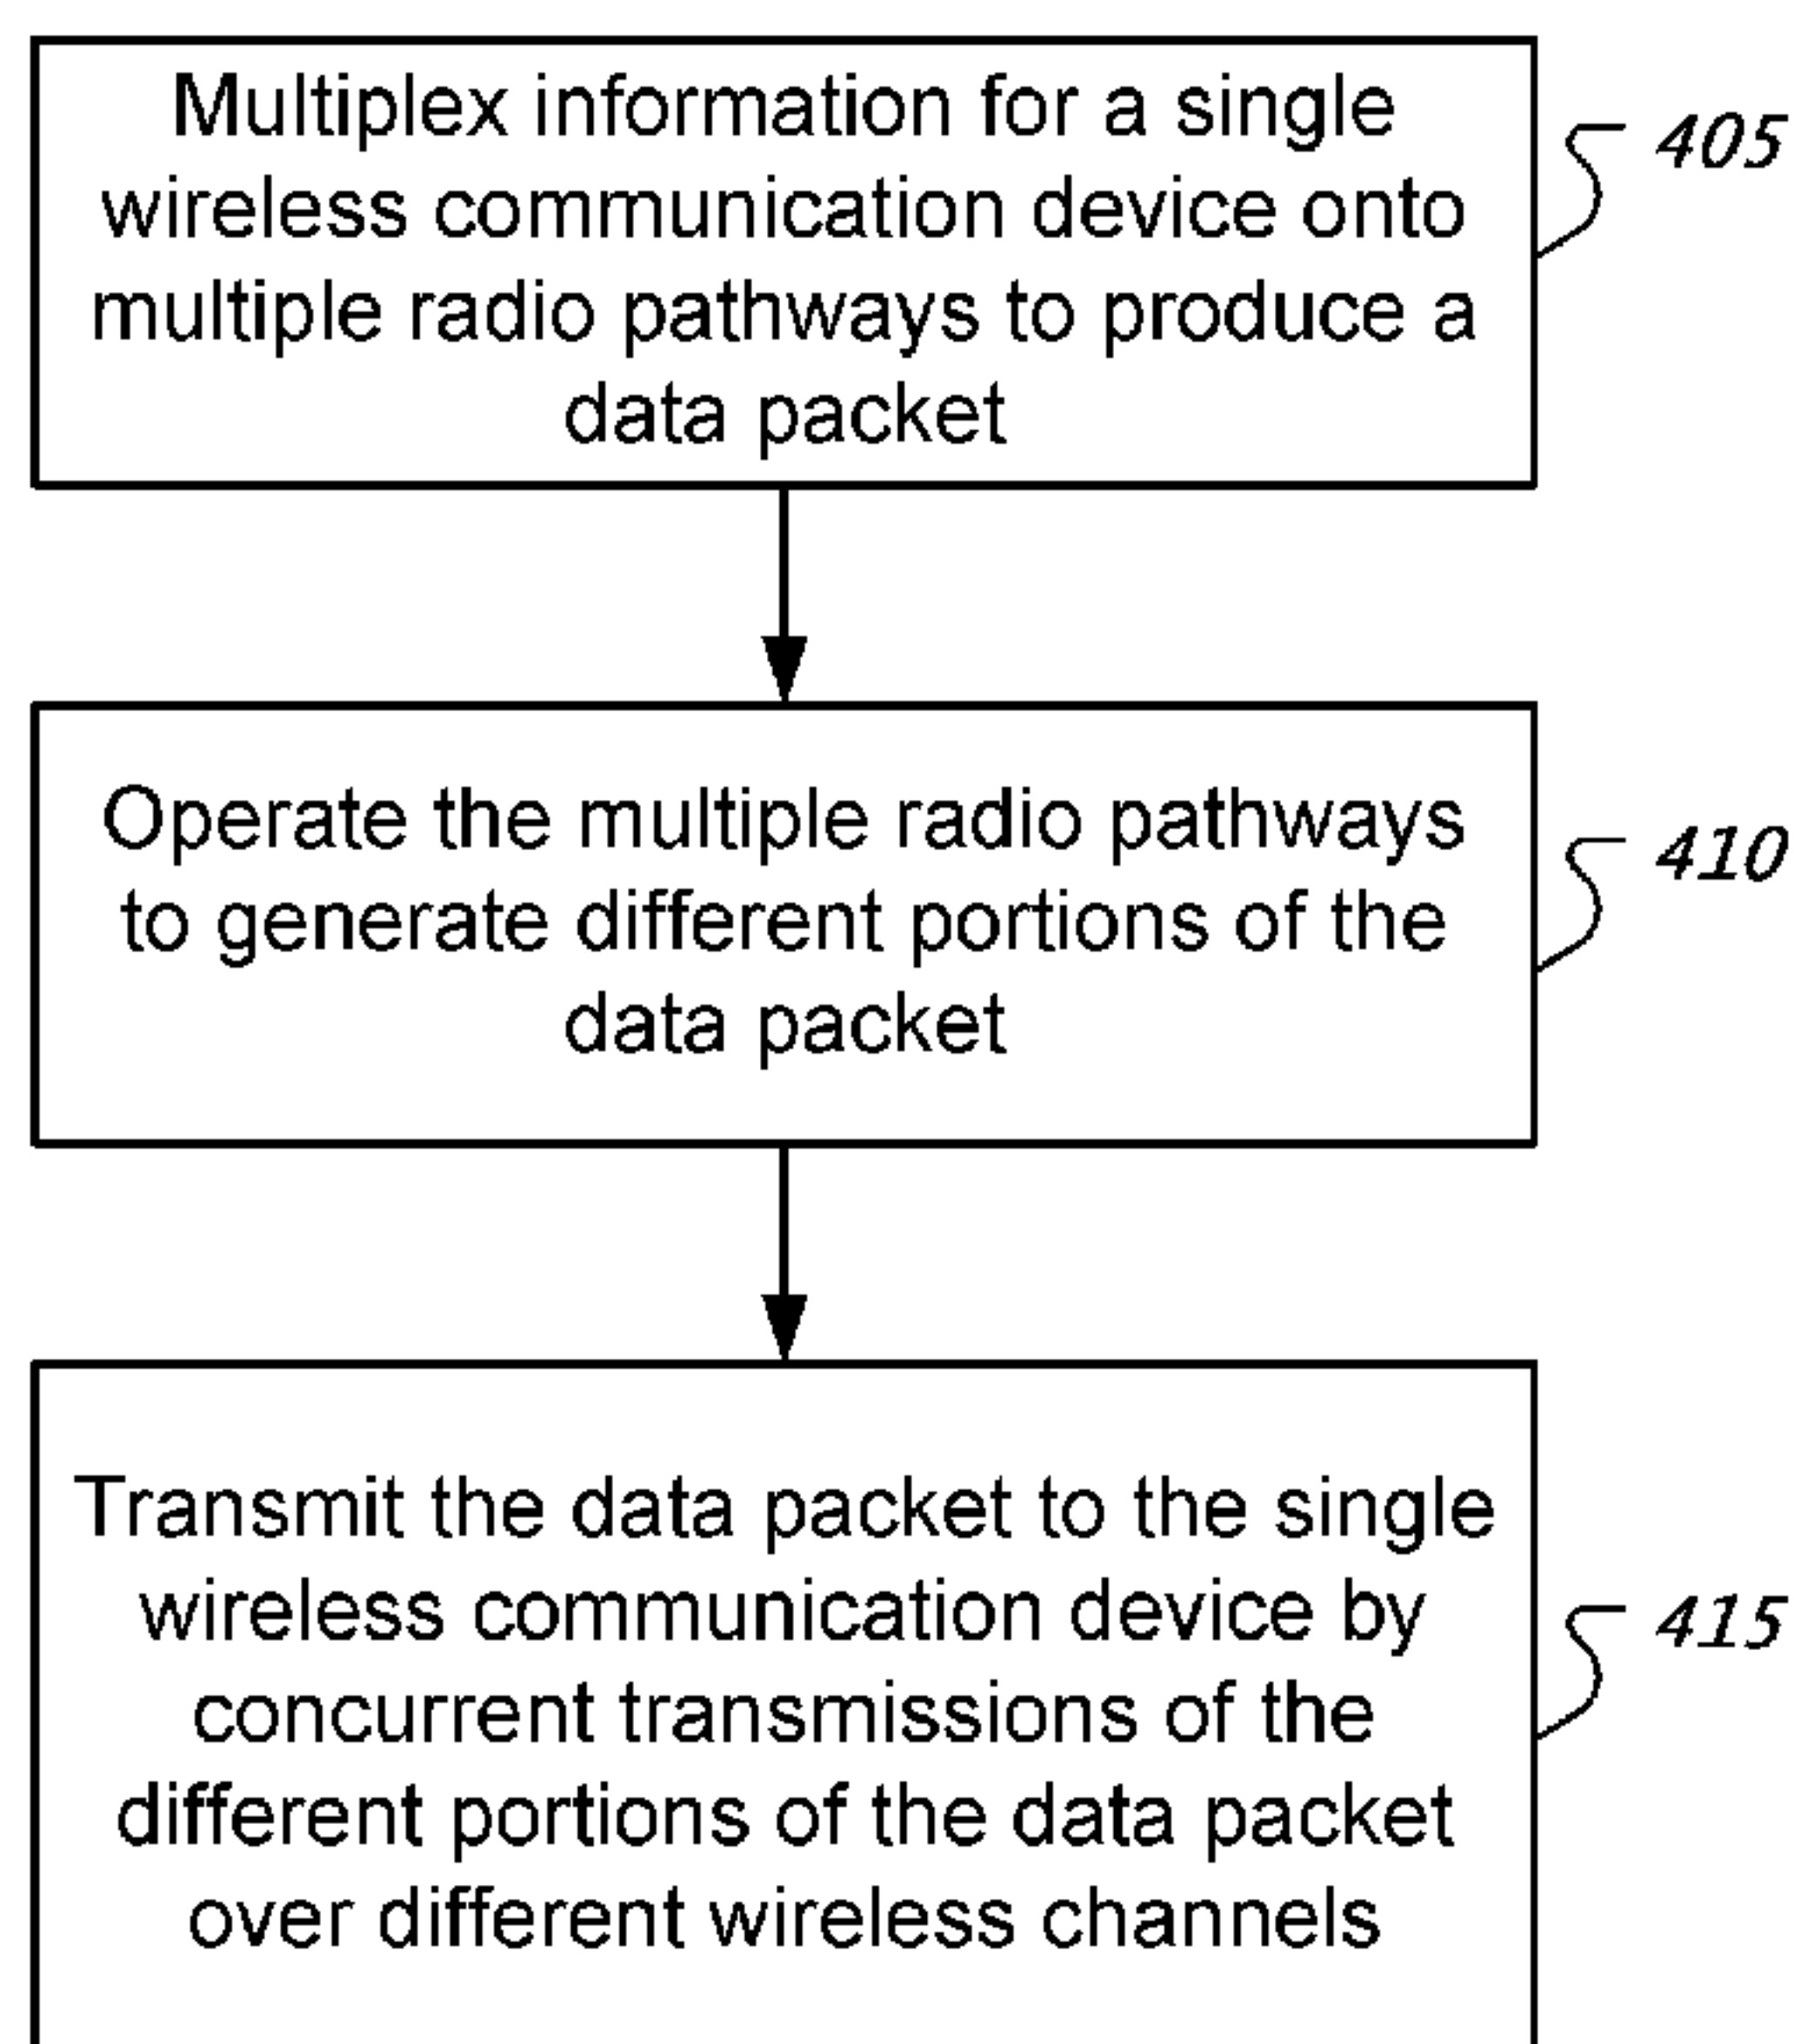 Multiplex information for a single
wireless communication device onto
multiple radio pathways to produce a
data packet
405
Operate the multiple radio pathways
to generate different portions of the
data packet
410
Transmit the data packet to the single
wireless communication device by
concurrent transmissions of the
different portions of the data packet
over different wireless channels
415